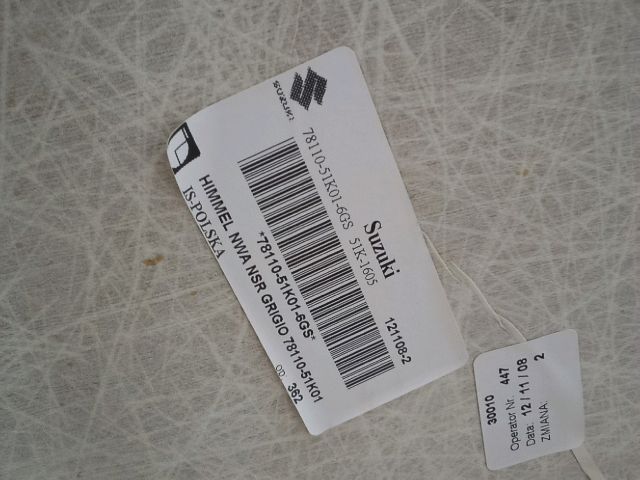 SUZUKI
78110-51K01-6GS 51K-1605
Suzuki
121108-2
*78110-51K01-6GS*
HIMMEL NWA NSR GRIGIO 78110-51K01
IS-POLSKA
QD 362
30010
Operator Nr. 447
Data: 12/11/08
ZMIANA: 2